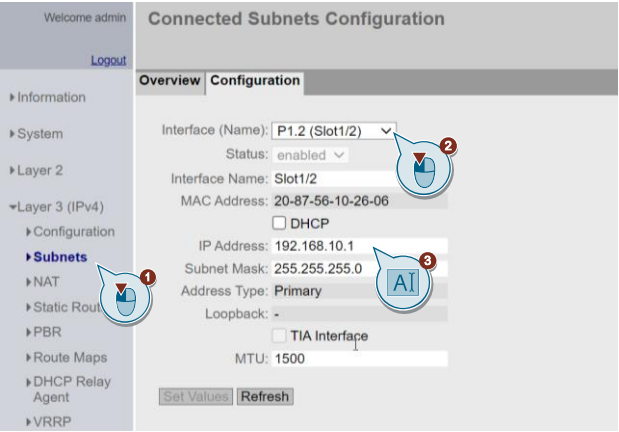 Welcome admin
Logout
Connected Subnets Configuration
Overview Configuration
Information
System
Layer 2
Layer 3 (IPv4)
Configuration
Subnets
NAT
Static Rout
PBR
Route Maps
DHCP Relay
Agent
VRRP
Interface (Name): P1.2 (Slot1/2)
Status: enabled
Interface Name: Slot1/2
MAC Address: 20-87-56-10-26-06
DHCP
IP Address: 192.168.10.1
Subnet Mask: 255.255.255.0
Address Type: Primary
Loopback: -
TIA Interface
MTU: 1500
Set Values Refresh
1
2
3
A